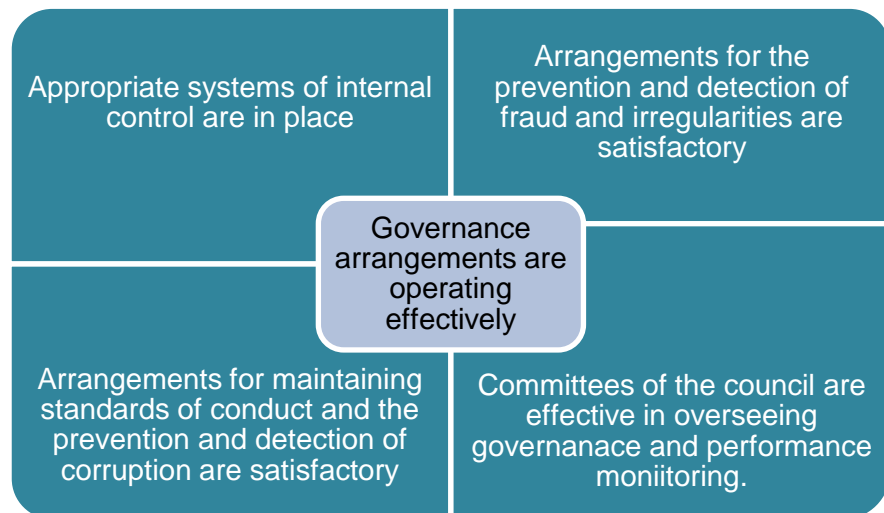 Appropriate systems of internal
control are in place
Arrangements for the
prevention and detection of
fraud and irregularities are
satisfactory
Governance
arrangements are
operating
effectively
Arrangements for maintaining
standards of conduct and the
prevention and detection of
corruption are satisfactory
Committees of the council are
effective in overseeing
governanace and performance
moniitoring.